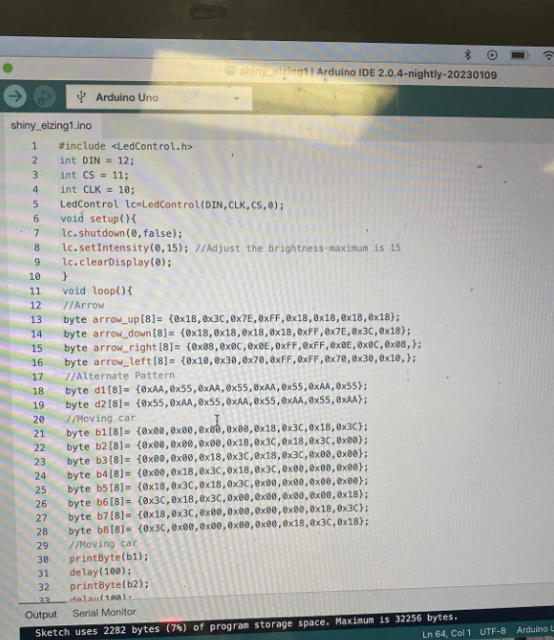 shiny_elzing1 | Arduino IDE 2.0.4-nightly-20230109
Arduino Uno
shiny_elzing1.ino
1 #include <LedControl.h>
2 int DIN = 12;
3 int CS = 11;
4 int CLK = 10;
5 LedControl lc=LedControl(DIN,CLK,CS,0);
6 void setup(){
7 lc.shutdown(0,false);
8 lc.setIntensity(0,15); //Adjust the brightness-maximum is 15
9 lc.clearDisplay(0);
10 }
11 void loop(){
12 //Arrow
13 byte arrow_up[8]= {0x18,0x3C,0x7E,0xFF,0x18,0x18,0x18,0x18};
14 byte arrow_down[8]= {0x18,0x18,0x18,0x18,0xFF,0x7E,0x3C,0x18};
15 byte arrow_right[8]= {0x08,0x0C,0x0E,0xFF,0xFF,0x0E,0x0C,0x08,};
16 byte arrow_left[8]= {0x10,0x30,0x70,0xFF,0xFF,0x70,0x30,0x10,};
17 //Alternate Pattern
18 byte d1[8]= {0xAA,0x55,0xAA,0x55,0xAA,0x55,0xAA,0x55};
19 byte d2[8]= {0x55,0xAA,0x55,0xAA,0x55,0xAA,0x55,0xAA};
20 //Moving car
21 byte b1[8]= {0x00,0x00,0x00,0x00,0x18,0x3C,0x18,0x3C};
22 byte b2[8]= {0x00,0x00,0x00,0x18,0x3C,0x18,0x3C,0x00};
23 byte b3[8]= {0x00,0x00,0x18,0x3C,0x18,0x3C,0x00,0x00};
24 byte b4[8]= {0x00,0x18,0x3C,0x18,0x3C,0x00,0x00,0x00};
25 byte b5[8]= {0x18,0x3C,0x18,0x3C,0x00,0x00,0x00,0x00};
26 byte b6[8]= {0x3C,0x18,0x3C,0x00,0x00,0x00,0x00,0x18};
27 byte b7[8]= {0x18,0x3C,0x00,0x00,0x00,0x00,0x18,0x3C};
28 byte b8[8]= {0x3C,0x00,0x00,0x00,0x00,0x18,0x3C,0x18};
29 //Moving car
30 printByte(b1);
31 delay(100);
32 printByte(b2);
33 delay(100);
Output Serial Monitor
Sketch uses 2282 bytes (7%) of program storage space. Maximum is 32256 bytes.
Ln 64, Col 1 UTF-8 Arduino